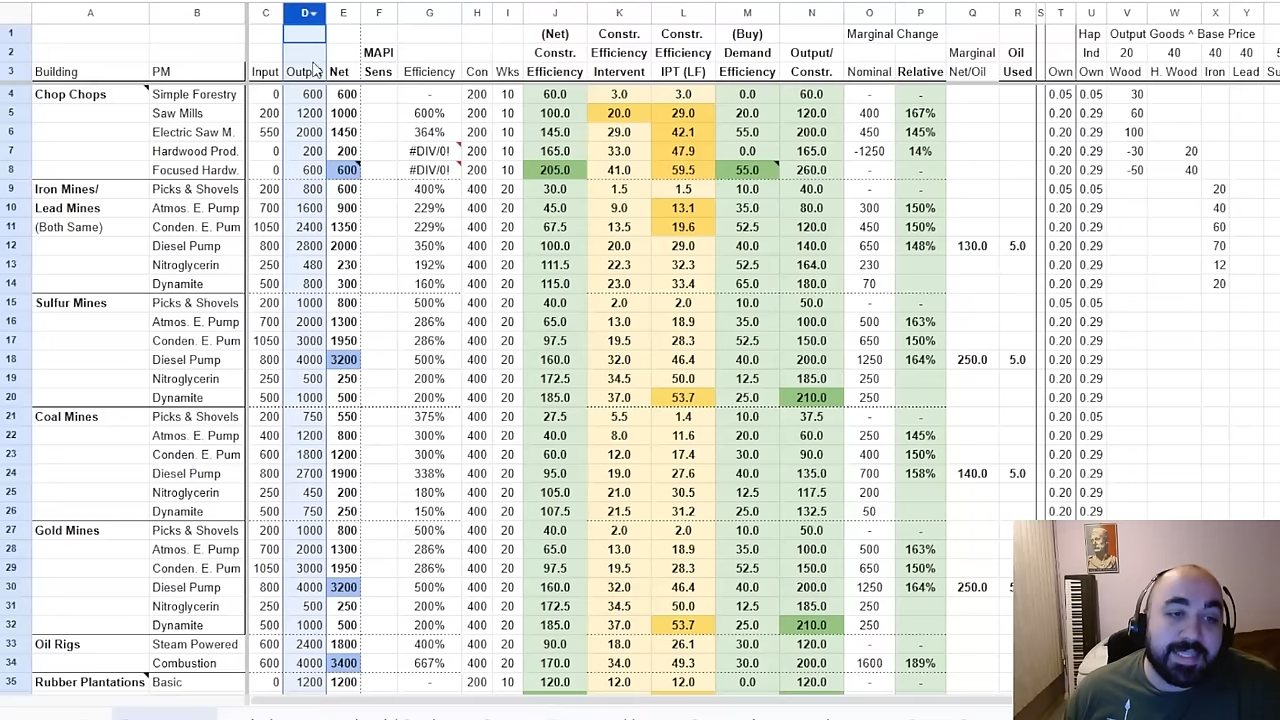 A B C D E F G H I J K L M N O P Q R S T U V W X Y Z
1 (Net) Constr. Constr. (Buy) Marginal Change Hap Output Goods ^ Base Price
2 MAPI Constr. Efficiency Efficiency Demand Output/ Marginal Oil Ind 20 40 40 40
3 Building PM Input Outpu Net Sens Efficiency Con Wks Efficiency Intervent IPT (LF) Efficiency Constr. Nominal Relative Net/Oil Used Own Own Wood H. Wood Iron Lead Su
4 Chop Chops Simple Forestry 0 600 600 - 200 10 60.0 3.0 3.0 0.0 60.0 - - 0.05 0.05 30
5 Saw Mills 200 1200 1000 600% 200 10 100.0 20.0 29.0 20.0 120.0 400 167% 0.20 0.29 60
6 Electric Saw M. 550 2000 1450 364% 200 10 145.0 29.0 42.1 55.0 200.0 450 145% 0.20 0.29 100
7 Hardwood Prod. 0 200 200 #DIV/0! 200 10 165.0 33.0 47.9 0.0 165.0 -1250 14% 0.20 0.29 -30 20
8 Focused Hardw. 0 600 600 #DIV/0! 200 10 205.0 41.0 59.5 55.0 260.0 - - 0.20 0.29 -50 40
9 Iron Mines/ Picks & Shovels 200 800 600 400% 400 20 30.0 1.5 1.5 10.0 40.0 - - 0.05 0.05 20
10 Lead Mines Atmos. E. Pump 700 1600 900 229% 400 20 45.0 9.0 13.1 35.0 80.0 300 150% 0.20 0.29 40
11 (Both Same) Conden. E. Pum 1050 2400 1350 229% 400 20 67.5 13.5 19.6 52.5 120.0 450 150% 0.20 0.29 60
12 Diesel Pump 800 2800 2000 350% 400 20 100.0 20.0 29.0 40.0 140.0 650 148% 130.0 5.0 0.20 0.29 70
13 Nitroglycerin 250 480 230 192% 400 20 111.5 22.3 32.3 52.5 164.0 230 0.20 0.29 12
14 Dynamite 500 800 300 160% 400 20 115.0 23.0 33.4 65.0 180.0 70 0.20 0.29 20
15 Sulfur Mines Picks & Shovels 200 1000 800 500% 400 20 40.0 2.0 2.0 10.0 50.0 - - 0.05 0.05
16 Atmos. E. Pump 700 2000 1300 286% 400 20 65.0 13.0 18.9 35.0 100.0 500 163% 0.20 0.29
17 Conden. E. Pum 1050 3000 1950 286% 400 20 97.5 19.5 28.3 52.5 150.0 650 150% 0.20 0.29
18 Diesel Pump 800 4000 3200 500% 400 20 160.0 32.0 46.4 40.0 200.0 1250 164% 250.0 5.0 0.20 0.29
19 Nitroglycerin 250 500 250 200% 400 20 172.5 34.5 50.0 12.5 185.0 250 0.20 0.29
20 Dynamite 500 1000 500 200% 400 20 185.0 37.0 53.7 25.0 210.0 250 0.20 0.29
21 Coal Mines Picks & Shovels 200 750 550 375% 400 20 27.5 5.5 1.4 10.0 37.5 - - 0.20 0.05
22 Atmos. E. Pump 400 1200 800 300% 400 20 40.0 8.0 11.6 20.0 60.0 250 145% 0.20 0.29
23 Conden. E. Pum 600 1800 1200 300% 400 20 60.0 12.0 17.4 30.0 90.0 400 150% 0.20 0.29
24 Diesel Pump 800 2700 1900 338% 400 20 95.0 19.0 27.6 40.0 135.0 700 158% 140.0 5.0 0.20 0.29
25 Nitroglycerin 250 450 200 180% 400 20 105.0 21.0 30.5 12.5 117.5 200 0.20 0.29
26 Dynamite 500 750 250 150% 400 20 107.5 21.5 31.2 25.0 132.5 50 0.20 0.29
27 Gold Mines Picks & Shovels 200 1000 800 500% 400 20 40.0 2.0 2.0 10.0 50.0 - -
28 Atmos. E. Pump 700 2000 1300 286% 400 20 65.0 13.0 18.9 35.0 100.0 500 163%
29 Conden. E. Pum 1050 3000 1950 286% 400 20 97.5 19.5 28.3 52.5 150.0 650 150%
30 Diesel Pump 800 4000 3200 500% 400 20 160.0 32.0 46.4 40.0 200.0 1250 164% 250.0
31 Nitroglycerin 250 500 250 200% 400 20 172.5 34.5 50.0 12.5 185.0 250
32 Dynamite 500 1000 500 200% 400 20 185.0 37.0 53.7 25.0 210.0 250
33 Oil Rigs Steam Powered 600 2400 1800 400% 400 20 90.0 18.0 26.1 30.0 120.0 - -
34 Combustion 600 4000 3400 667% 400 20 170.0 34.0 49.3 30.0 200.0 1600 189%
35 Rubber Plantations Basic 0 1200 1200 - 200 10 120.0 12.0 12.0 0.0 120.0 - -